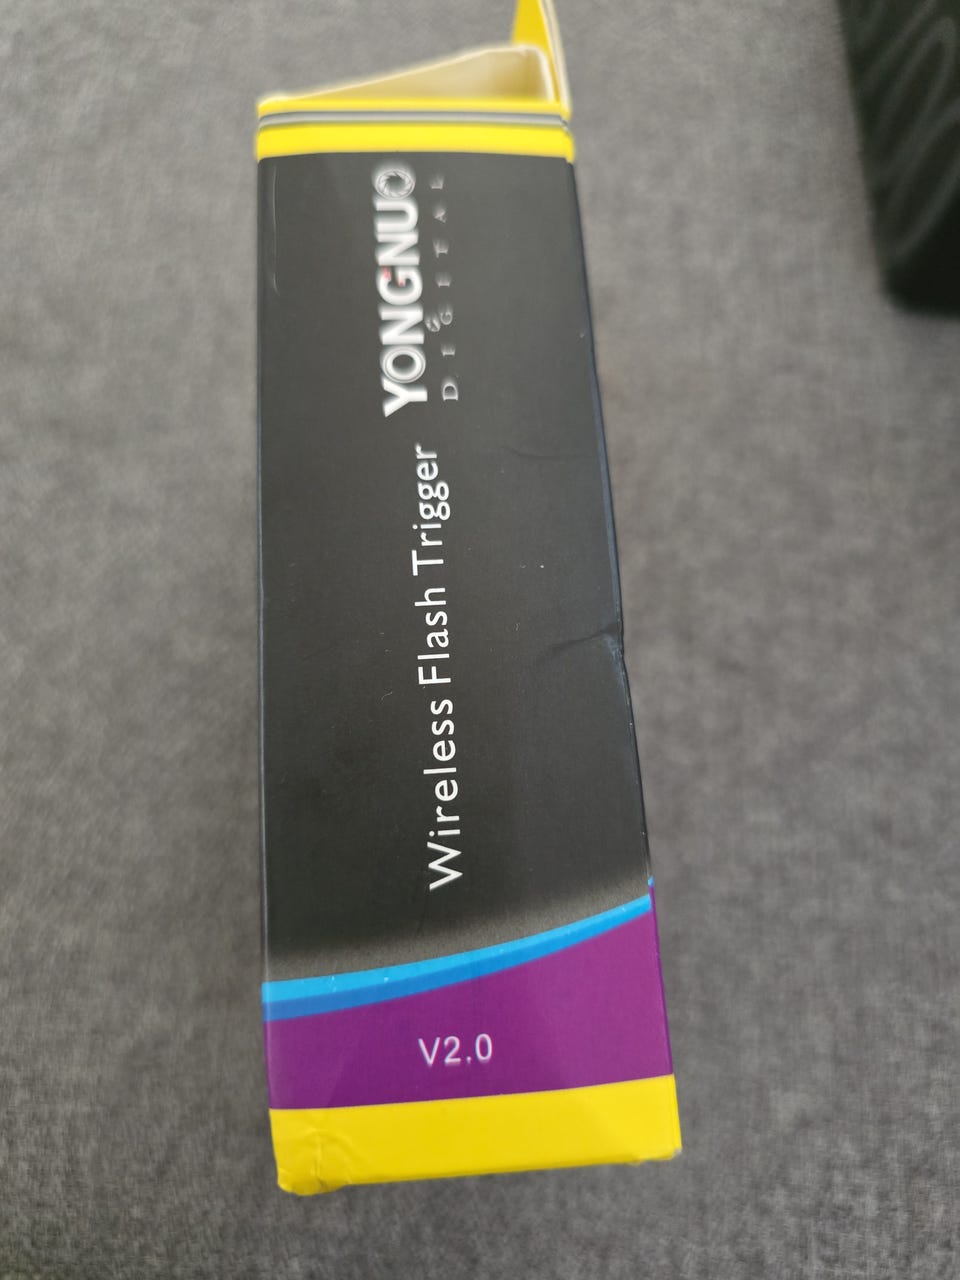 Wireless Flash Trigger
YONGNUO
DIGITAL
V2.0